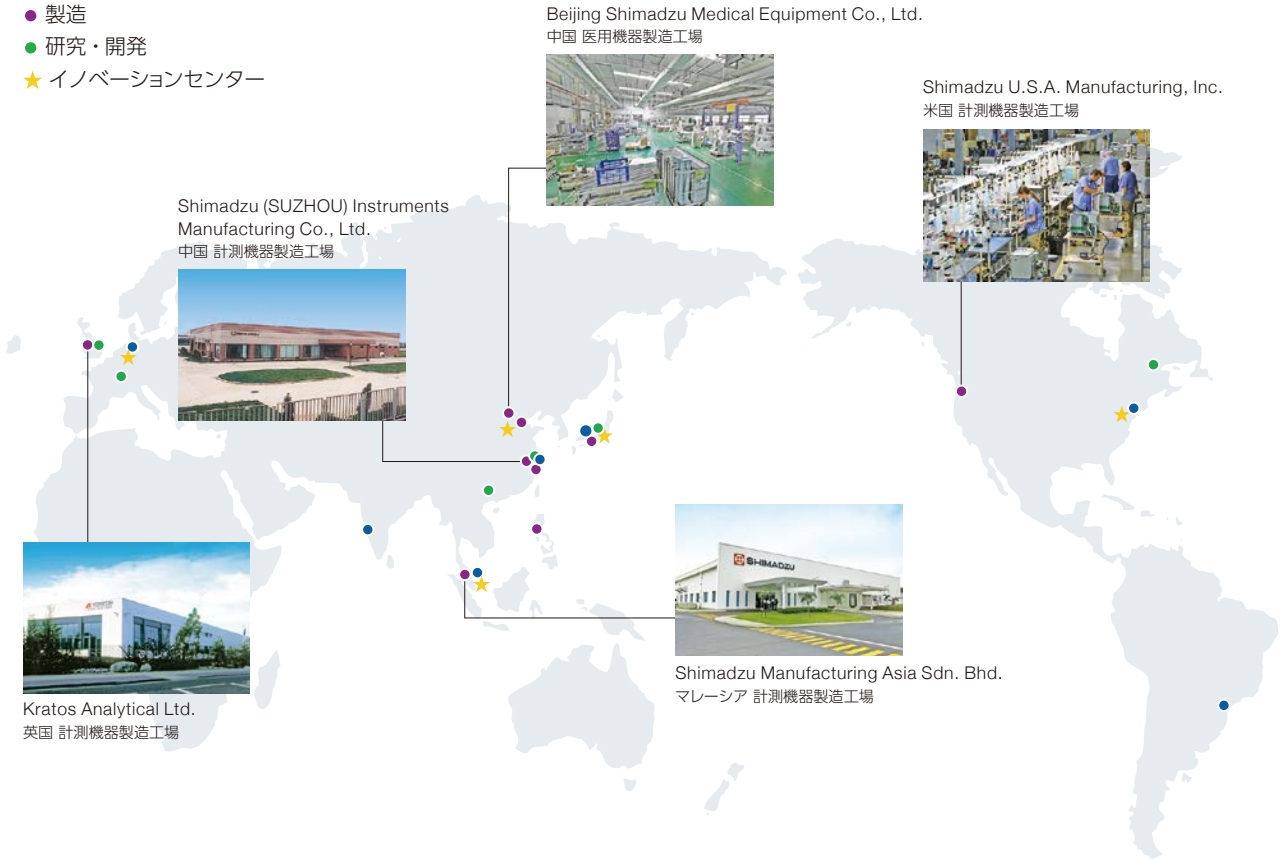 製造
研究・開発
イノベーションセンター
Beijing Shimadzu Medical Equipment Co., Ltd.
中国 医用機器製造工場
Shimadzu U.S.A. Manufacturing, Inc.
米国 計測機器製造工場
Shimadzu (SUZHOU) Instruments
Manufacturing Co., Ltd.
中国 計測機器製造工場
Kratos Analytical Ltd.
英国 計測機器製造工場
SHIMADZU
Shimadzu Manufacturing Asia Sdn. Bhd.
マレーシア 計測機器製造工場